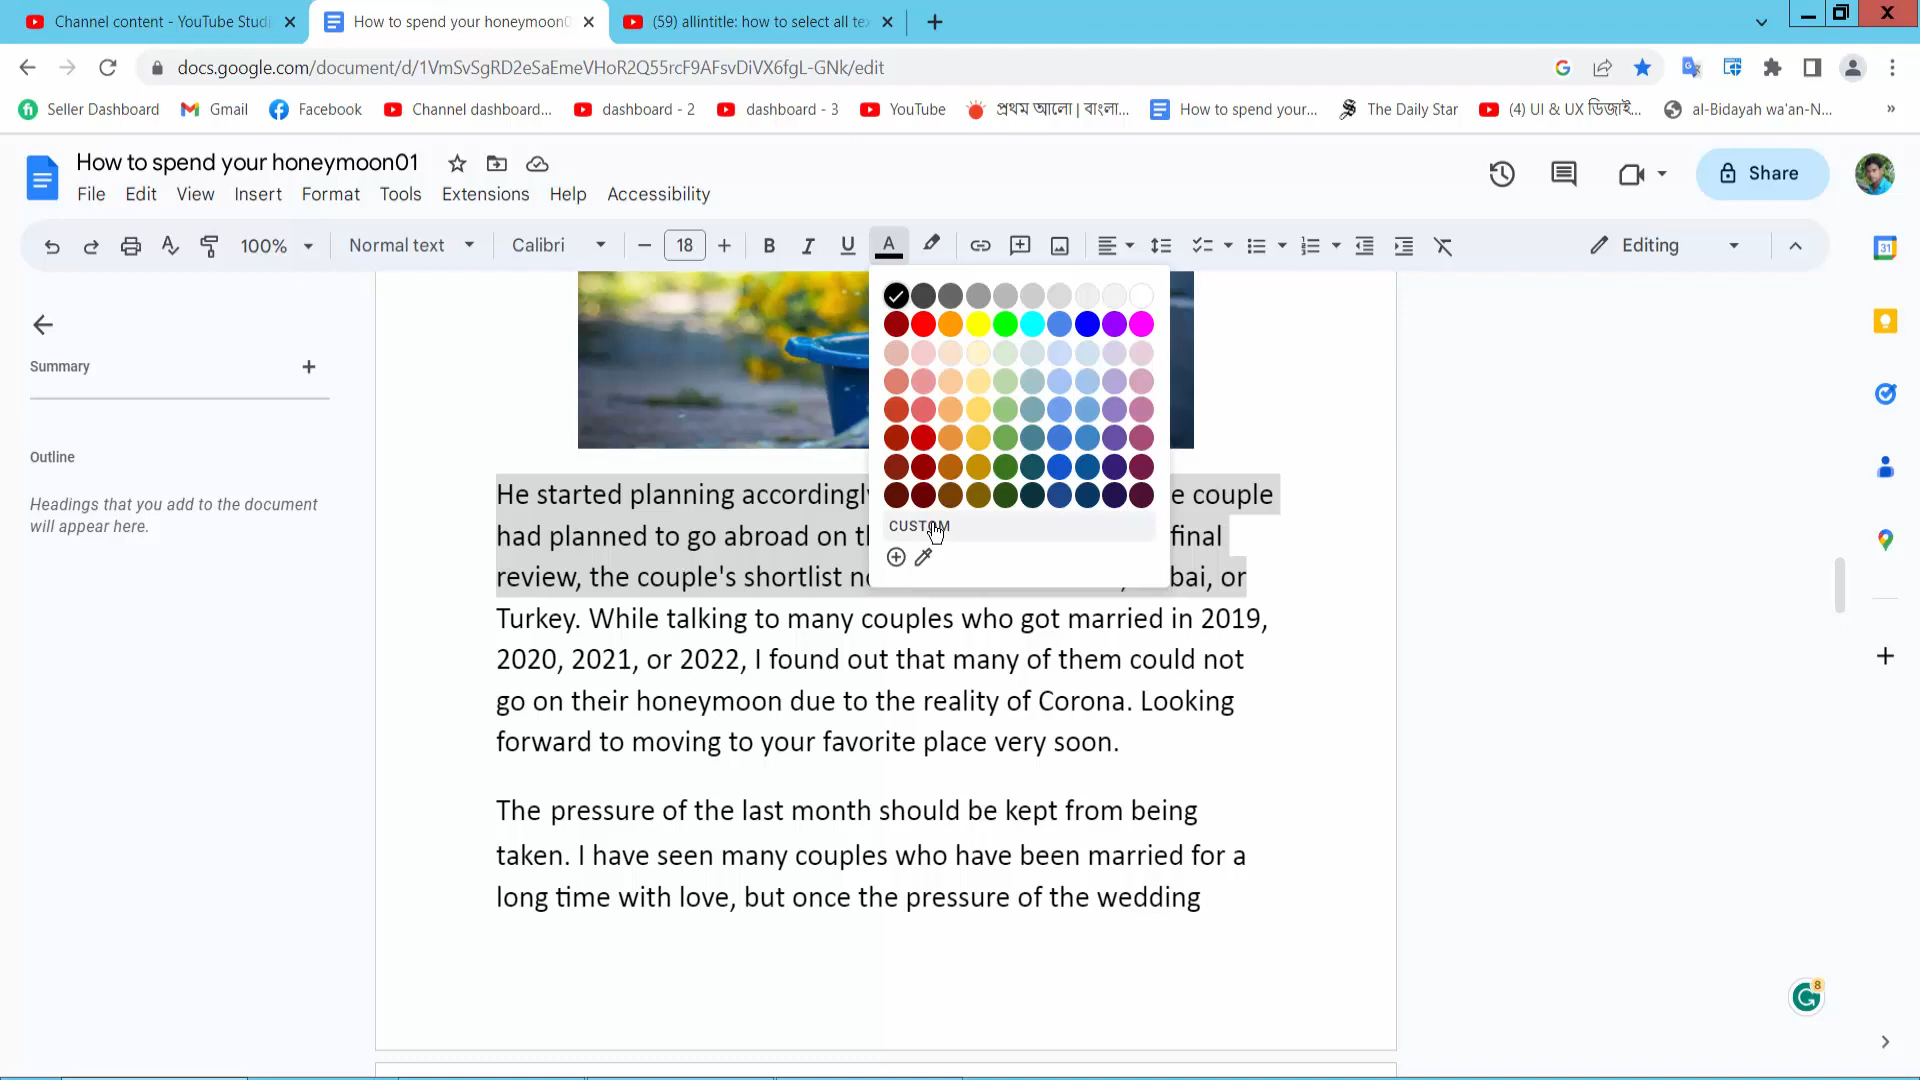 Channel content - YouTube Stud
How to spend your honeymoon0
(59) allintitle: how to select all te
docs.google.com/document/d/1VmSvSgRD2eSaEmeVHoR2Q55rcF9AFsvDiVX6fgL-GNk/edit
Seller Dashboard
Gmail
Facebook
Channel dashboard...
dashboard - 2
dashboard - 3
YouTube
প্রথম আলো | বাংলা...
How to spend your...
The Daily Star
(4) UI & UX ডিজাই...
al-Bidayah wa'an-N...
How to spend your honeymoon01
Share
File Edit View Insert Format Tools Extensions Help Accessibility
100% Normal text Calibri 18 B I U A Editing
31
Summary
Outline
Headings that you add to the document
will appear here.
CUSTOM
He started planning accordingl e couple
had planned to go abroad on t final
review, the couple's shortlist n bai, or
Turkey. While talking to many couples who got married in 2019,
2020, 2021, or 2022, I found out that many of them could not
go on their honeymoon due to the reality of Corona. Looking
forward to moving to your favorite place very soon.
The pressure of the last month should be kept from being
taken. I have seen many couples who have been married for a
long time with love, but once the pressure of the wedding
8